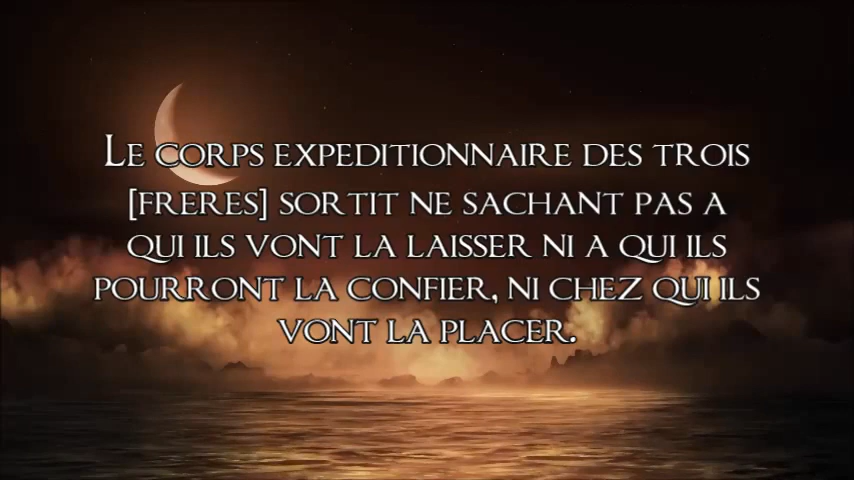 Le corps expeditionnaire des trois
[freres] sortit ne sachant pas a
qui ils vont la laisser ni a qui ils
pourront la confier, ni chez qui ils
vont la placer.